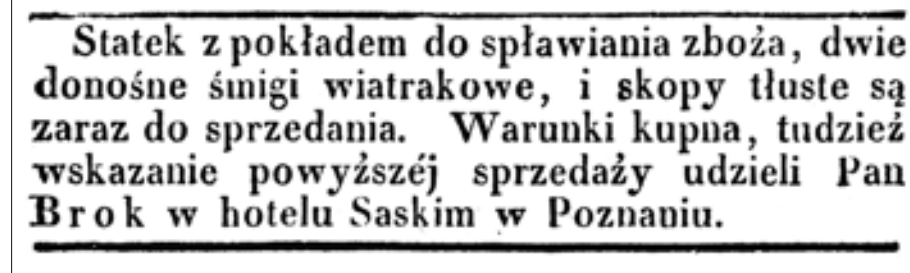 Statek z pokładem do spławiania zboża, dwie
donośne śmigi wiatrakowe, i skopy tłuste są
zaraz do sprzedania. Warunki kupna, tudzież
wskazanie powyższéj sprzedaży udzieli Pan
Brok w hotelu Saskim w Poznaniu.